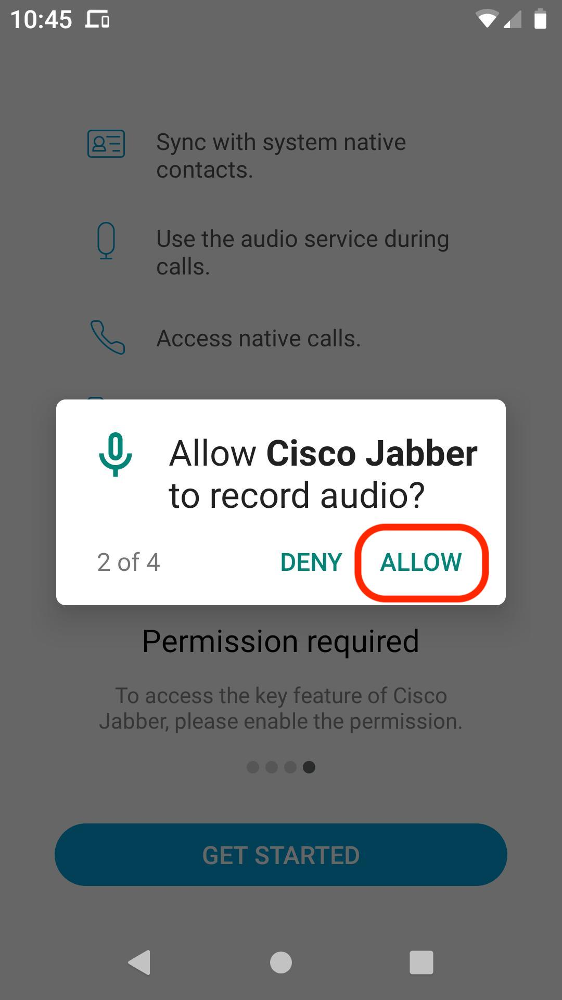 10:45
Sync with system native
contacts.
Use the audio service during
calls.
Access native calls.
Allow Cisco Jabber
to record audio?
2 of 4 DENY ALLOW
Permission required
To access the key feature of Cisco
Jabber, please enable the permission.
GET STARTED